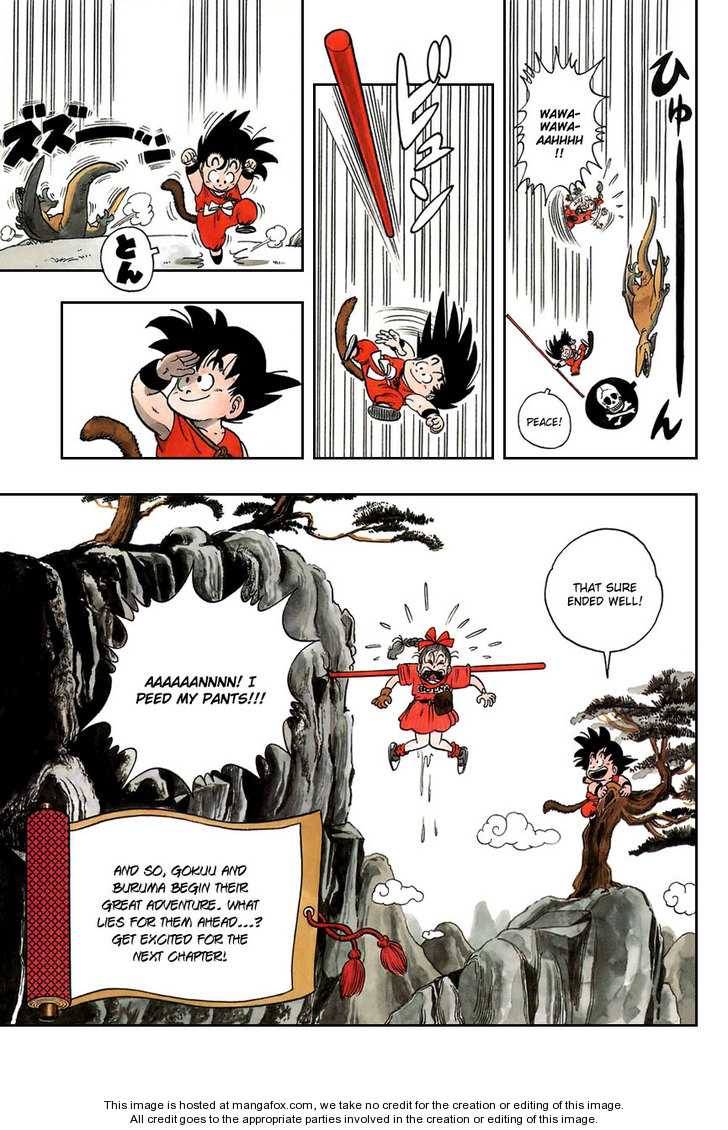 ひゅーーん
WAWA-
WAWA-
AAHHHH
!!
PEACE!
ビュン
ズズーーッ
とん
THAT SURE
ENDED WELL!
AAAAAANNNN! I
PEED MY PANTS!!!
AND SO, GOKUU AND
BURUMA BEGIN THEIR
GREAT ADVENTURE. WHAT
LIES FOR THEM AHEAD...?
GET EXCITED FOR THE
NEXT CHAPTER!
This image is hosted at mangafox.com, we take no credit for the creation or editing of this image.
All credit goes to the appropriate parties involved in the creation or editing of this image.